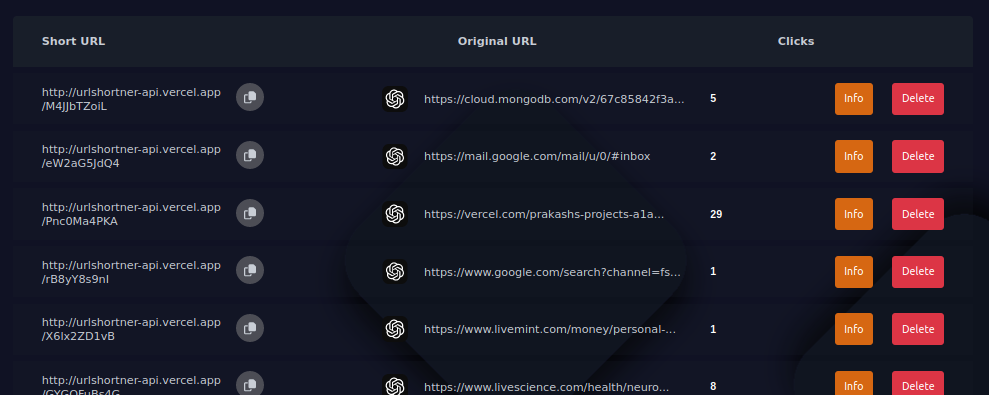 Short URL Original URL Clicks
http://urlshortner-api.vercel.app
/M4JJbTZoiL
https://cloud.mongodb.com/v2/67c85842f3a... 5 Info Delete
http://urlshortner-api.vercel.app
/eW2aG5JdQ4
https://mail.google.com/mail/u/0/#inbox 2 Info Delete
http://urlshortner-api.vercel.app
/Pnc0Ma4PKA
https://vercel.com/prakashs-projects-a1a... 29 Info Delete
http://urlshortner-api.vercel.app
/rB8yY8s9nI
https://www.google.com/search?channel=fs... 1 Info Delete
http://urlshortner-api.vercel.app
/X6Ix2ZD1vB
https://www.livemint.com/money/personal-... 1 Info Delete
http://urlshortner-api.vercel.app
https://www.livescience.com/health/neuro... 8 Info Delete